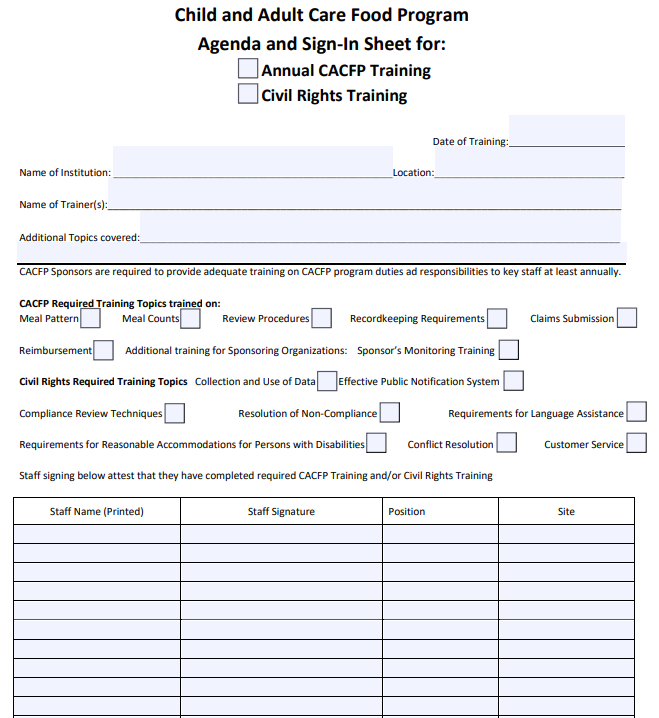 Child and Adult Care Food Program
Agenda and Sign-In Sheet for:
Annual CACFP Training
Civil Rights Training
Date of Training:
Name of Institution: Location:
Name of Trainer(s):
Additional Topics covered:
CACFP Sponsors are required to provide adequate training on CACFP program duties ad responsibilities to key staff at least annually.
CACFP Required Training Topics trained on:
Meal Pattern Meal Counts Review Procedures Recordkeeping Requirements Claims Submission
Reimbursement Additional training for Sponsoring Organizations: Sponsor's Monitoring Training
Civil Rights Required Training Topics Collection and Use of Data Effective Public Notification System
Compliance Review Techniques Resolution of Non-Compliance Requirements for Language Assistance
Requirements for Reasonable Accommodations for Persons with Disabilities Conflict Resolution Customer Service
Staff signing below attest that they have completed required CACFP Training and/or Civil Rights Training
Staff Name (Printed) Staff Signature Position Site